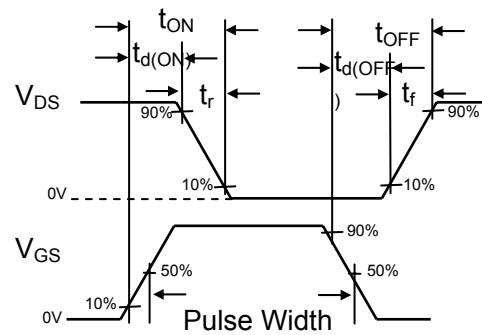 tON
tOFF
td(ON)
td(OFF
)
VDS
tr
tf
90%
90%
10%
10%
0V
VGS
90%
50%
50%
10%
0V
Pulse Width